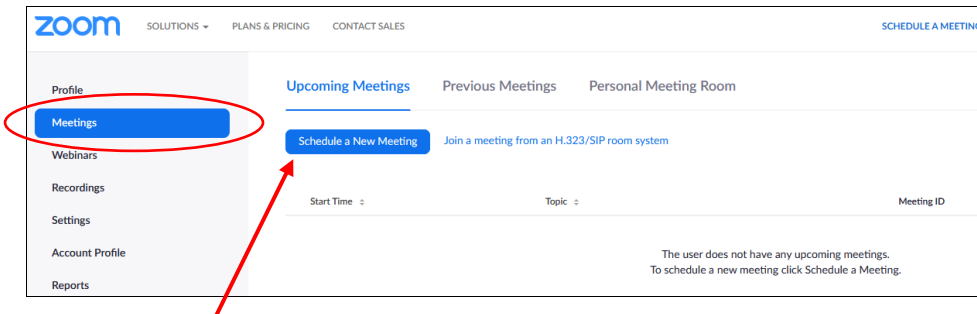 zoom SOLUTIONS PLANS & PRICING CONTACT SALES SCHEDULE A MEETING
Profile
Meetings
Webinars
Recordings
Settings
Account Profile
Reports
Upcoming Meetings Previous Meetings Personal Meeting Room
Schedule a New Meeting Join a meeting from an H.323/SIP room system
Start Time Topic Meeting ID
The user does not have any upcoming meetings.
To schedule a new meeting click Schedule a Meeting.